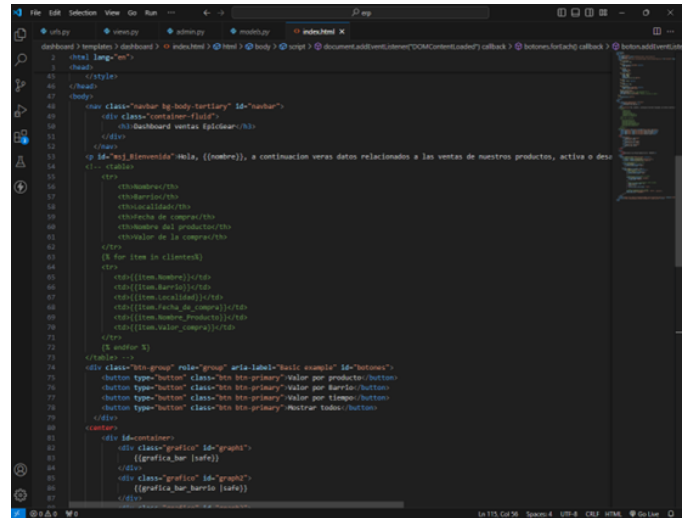 File Edit Selection View Go Run ...
erp
urls.py views.py admin.py models.py index.html
dashboard > templates > dashboard > index.html > html > body > script > document.addEventListener("DOMContentLoaded") callback > botones.forEach() callback > boton.addEventListe
2 <html lang="en">
3 <head>
45 </style>
46 </head>
47 <body>
48 <nav class="navbar bg-body-tertiary" id="navbar">
49 <div class="container-fluid">
50 <h3>Dashboard ventas EpicGear</h3>
51 </div>
52 </nav>
53 <p id="msj_Bienvenida">Hola, {{nombre}}, a continuacion veras datos relacionados a las ventas de nuestros productos, activa o desa
54 <!-- <table>
55 <tr>
56 <th>Nombre</th>
57 <th>Barrio</th>
58 <th>Localidad</th>
59 <th>Fecha de compra</th>
60 <th>Nombre del producto</th>
61 <th>Valor de la compra</th>
62 </tr>
63 {% for item in clientes%}
64 <tr>
65 <td>{{item.Nombre}}</td>
66 <td>{{item.Barrio}}</td>
67 <td>{{item.Localidad}}</td>
68 <td>{{item.Fecha_de_compra}}</td>
69 <td>{{item.Nombre_Producto}}</td>
70 <td>{{item.Valor_compra}}</td>
71 </tr>
72 {% endfor %}
73 </table> -->
74 <div class="btn-group" role="group" aria-label="Basic example" id="botones">
75 <button type="button" class="btn btn-primary">Valor por producto</button>
76 <button type="button" class="btn btn-primary">Valor por Barrio</button>
77 <button type="button" class="btn btn-primary">Valor por tiempo</button>
78 <button type="button" class="btn btn-primary">Mostrar todos</button>
79 </div>
80 <center>
81 <div id=container>
82 <div class="grafico" id="graph1">
83 {{grafica_bar |safe}}
84 </div>
85 <div class="grafico" id="graph2">
86 {{grafica_bar_barrio |safe}}
87 </div>
0 0 0 Ln 115, Col 56 Spaces: 4 UTF-8 CRLF HTML Go Live